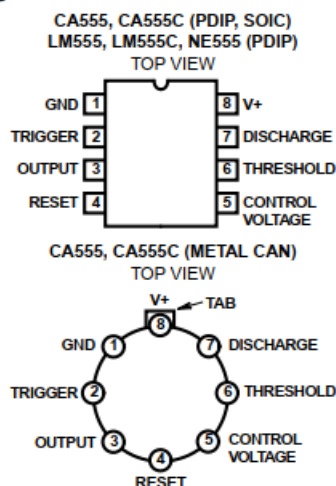 CA555, CA555C (PDIP, SOIC)
LM555, LM555C, NE555 (PDIP)
TOP VIEW
GND 1 8 V+
TRIGGER 2 7 DISCHARGE
OUTPUT 3 6 THRESHOLD
RESET 4 5 CONTROL
VOLTAGE
CA555, CA555C (METAL CAN)
TOP VIEW
V+ TAB
8
GND 1 7 DISCHARGE
TRIGGER 2 6 THRESHOLD
OUTPUT 3 5 CONTROL
VOLTAGE
4
RESET